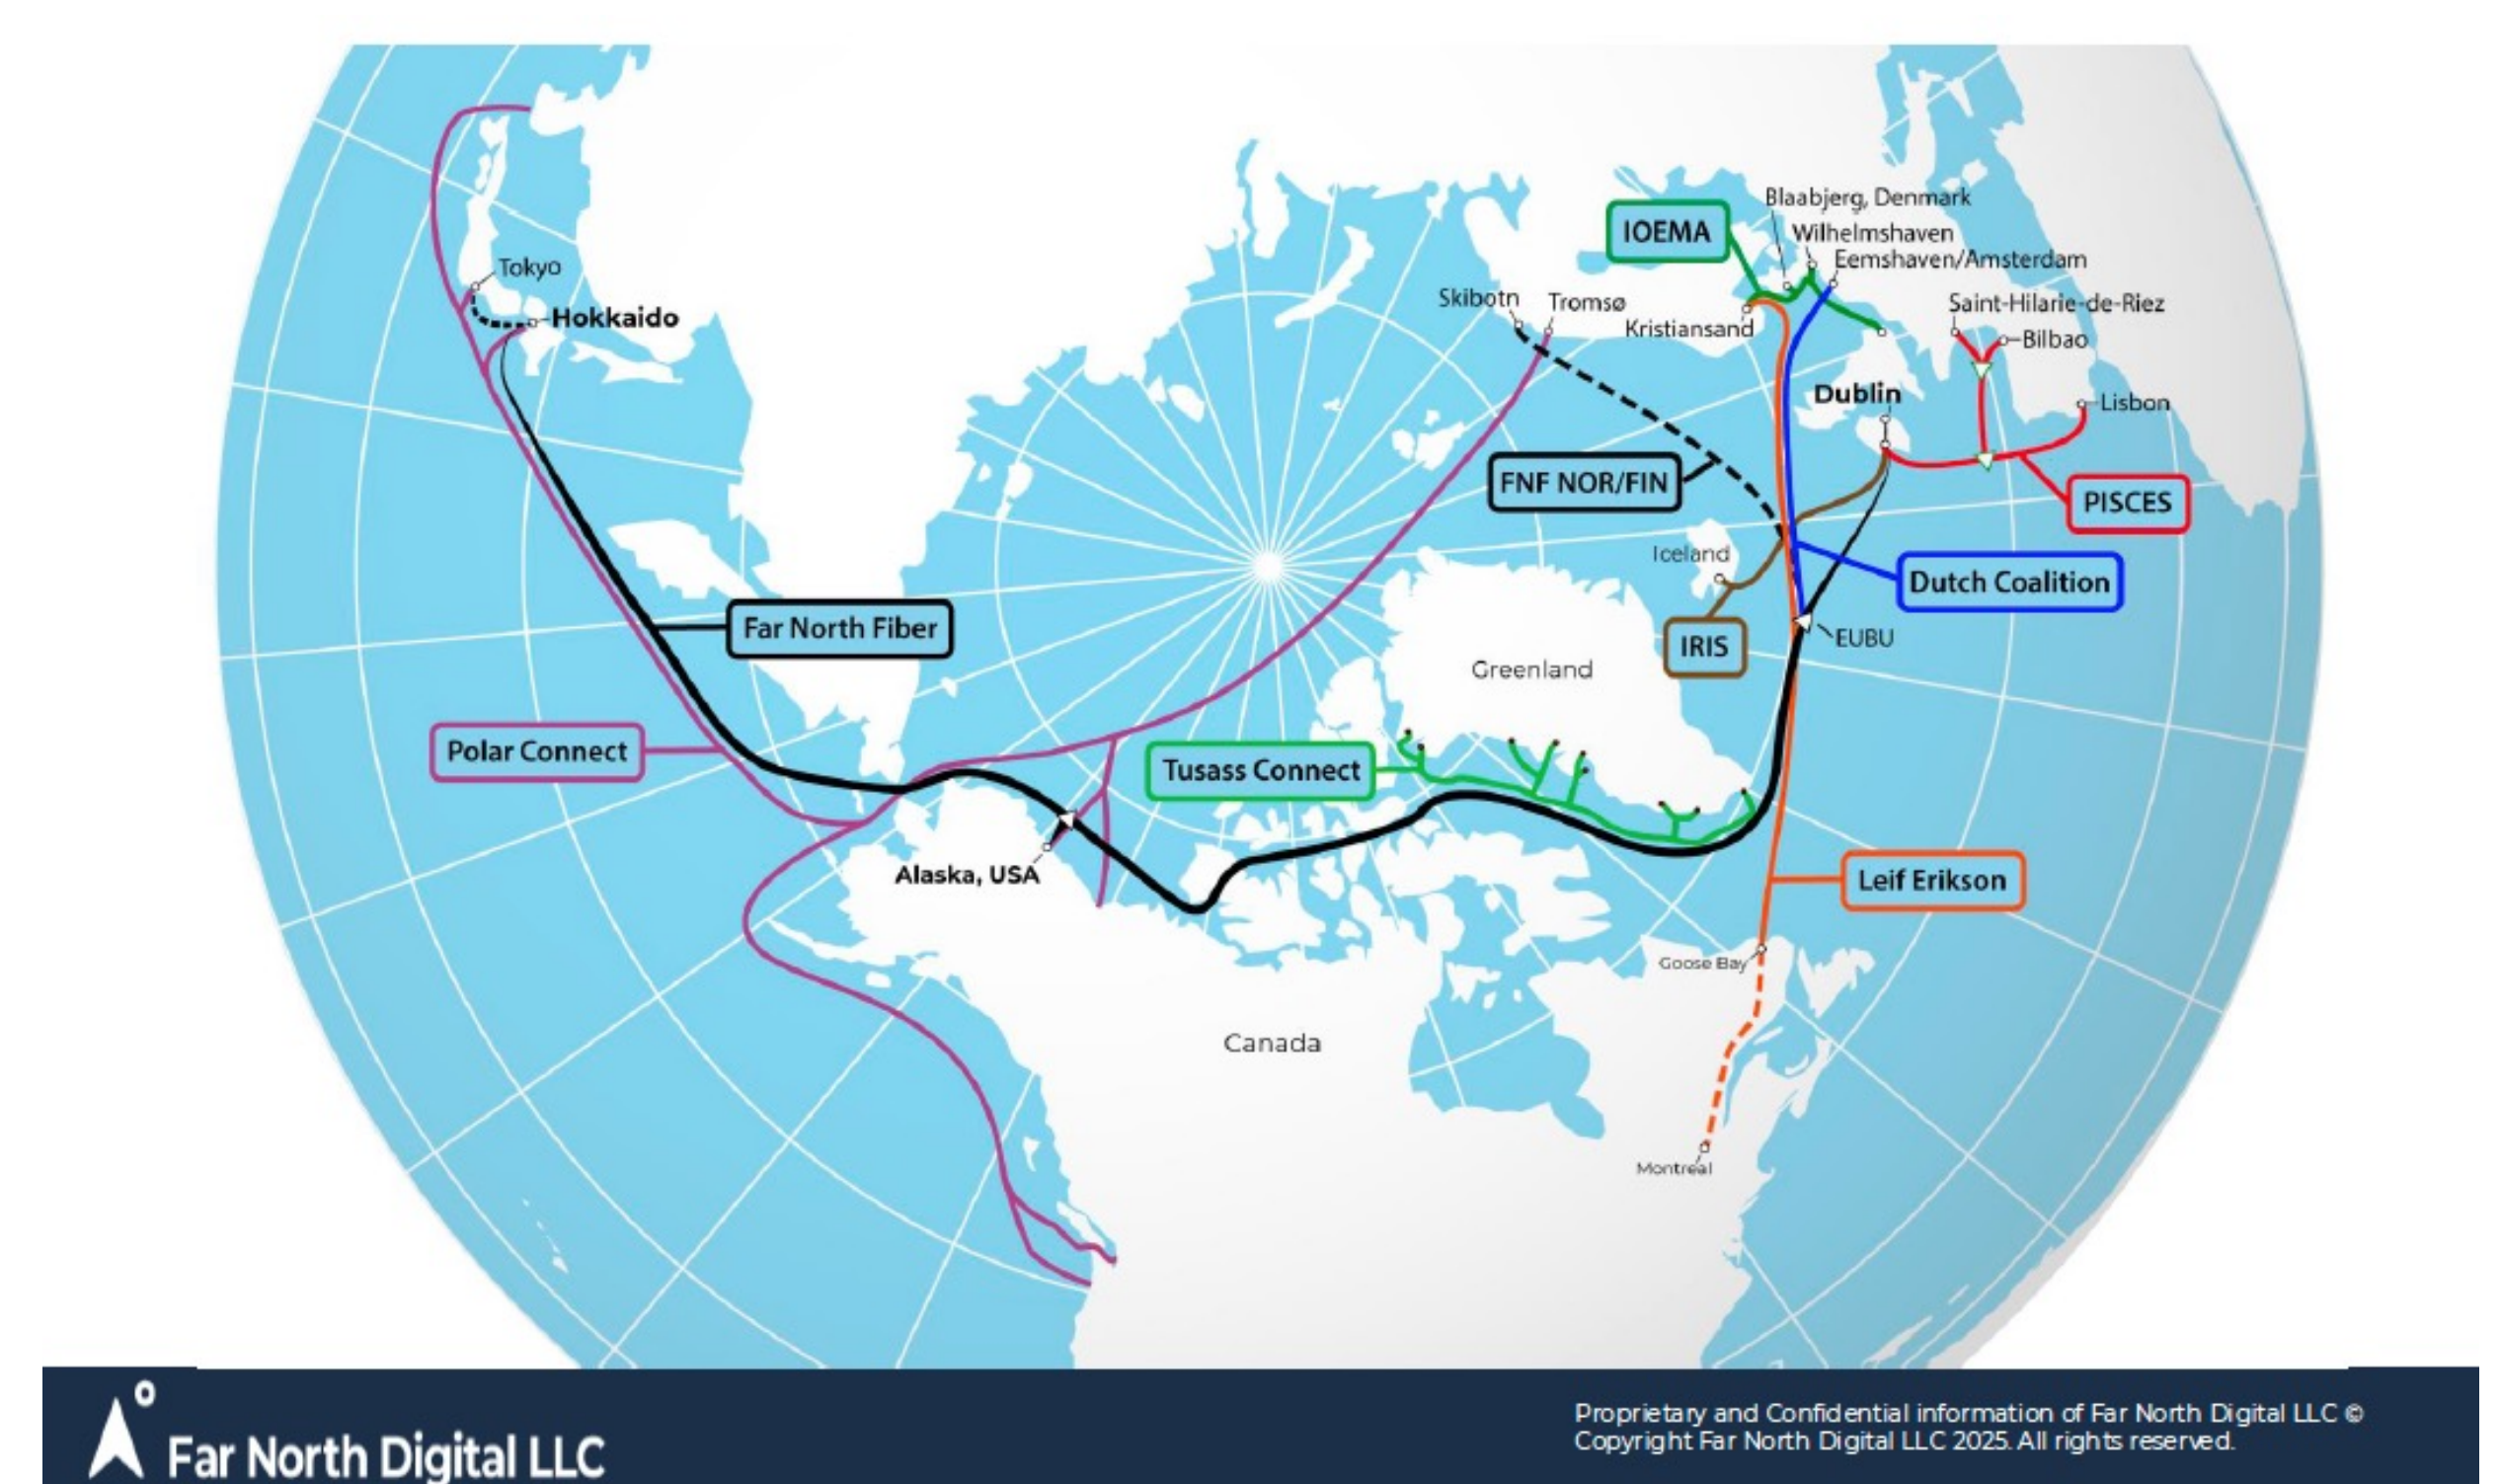 Blaabjerg, Denmark
IOEMA
Wilhelmshaven
Eemshaven/Amsterdam
Tokyo
Hokkaido
Skibotn
Tromsø
Saint-Hilarie-de-Riez
Kristiansand
Bilbao
Dublin
Lisbon
FNF NOR/FIN
PISCES
Iceland
Dutch Coalition
Far North Fiber
EUBU
IRIS
Greenland
Polar Connect
Tusass Connect
Alaska, USA
Leif Erikson
Goose Bay
Canada
Montreal
Far North Digital LLC
Proprietary and Confidential information of Far North Digital LLC ©
Copyright Far North Digital LLC 2025. All rights reserved.